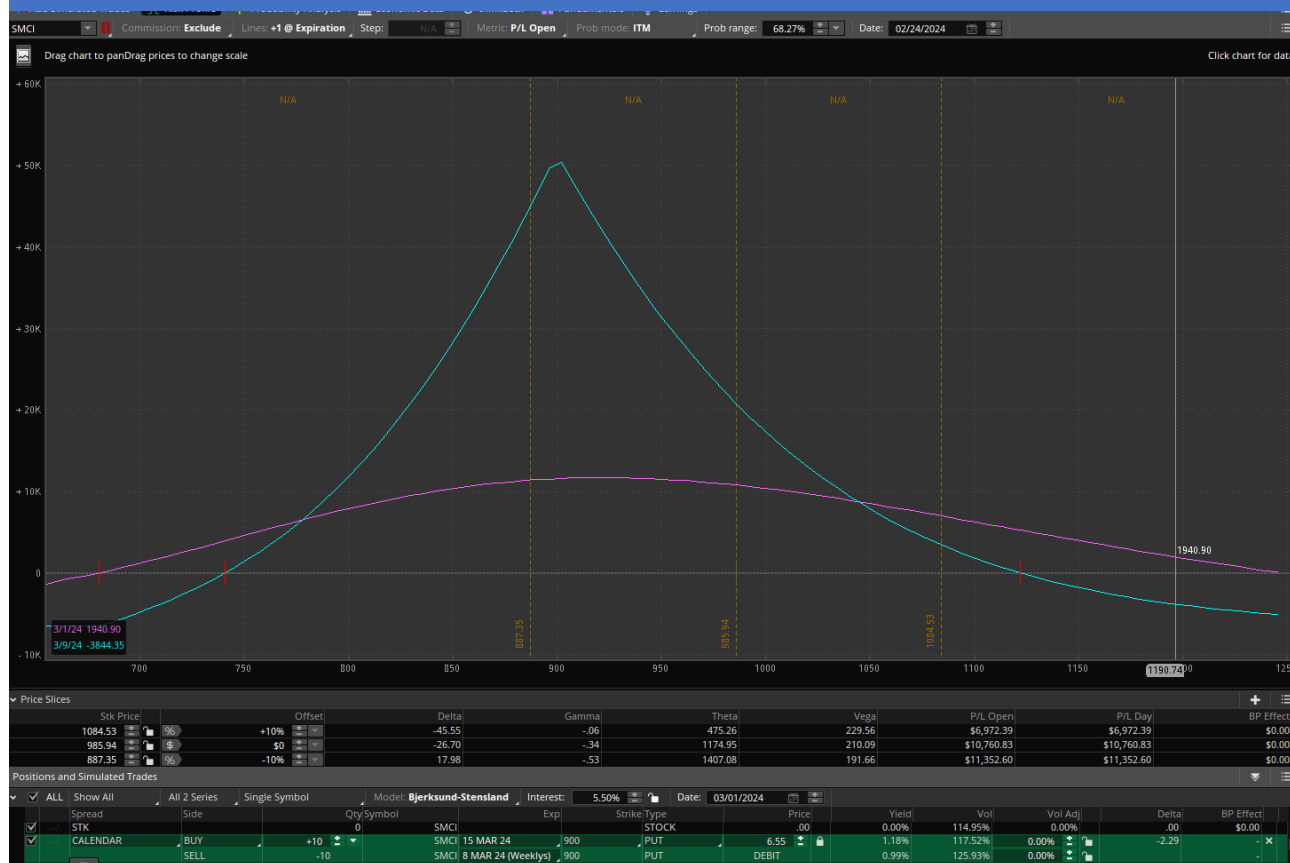 SMCI Commission: Exclude Lines: +1 @ Expiration Step: N/A Metric: P/L Open Prob mode: ITM Prob range: 68.27% Date: 02/24/2024
Drag chart to panDrag prices to change scale Click chart for data
+ 60K
N/A N/A N/A N/A
+ 50K
+ 40K
+ 30K
+ 20K
+ 10K
1940.90
0
3/1/24 1940.90
3/9/24 -3844.35
887.35 985.94 1084.53
- 10K
700 750 800 850 900 950 1000 1050 1100 1150 1190.74 125
Price Slices
Stk Price Offset Delta Gamma Theta Vega P/L Open P/L Day BP Effect
1084.53 % +10% -45.55 -.06 475.26 229.56 $6,972.39 $6,972.39 $0.00
985.94 $ $0 -26.70 -.34 1174.95 210.09 $10,760.83 $10,760.83 $0.00
887.35 % -10% 17.98 -.53 1407.08 191.66 $11,352.60 $11,352.60 $0.00
Positions and Simulated Trades
ALL Show All All 2 Series Single Symbol Model: Bjerksund-Stensland Interest: 5.50% Date: 03/01/2024
Spread Side Qty Symbol Exp Strike Type Price Yield Vol Vol Adj Delta BP Effect
STK 0 SMCI STOCK .00 0.00% 114.95% 0.00% .00 $0.00
CALENDAR BUY +10 SMCI 15 MAR 24 900 PUT 6.55 1.18% 117.52% 0.00% -2.29 -
SELL -10 SMCI 8 MAR 24 (Weeklys) 900 PUT DEBIT 0.99% 125.93% 0.00% -